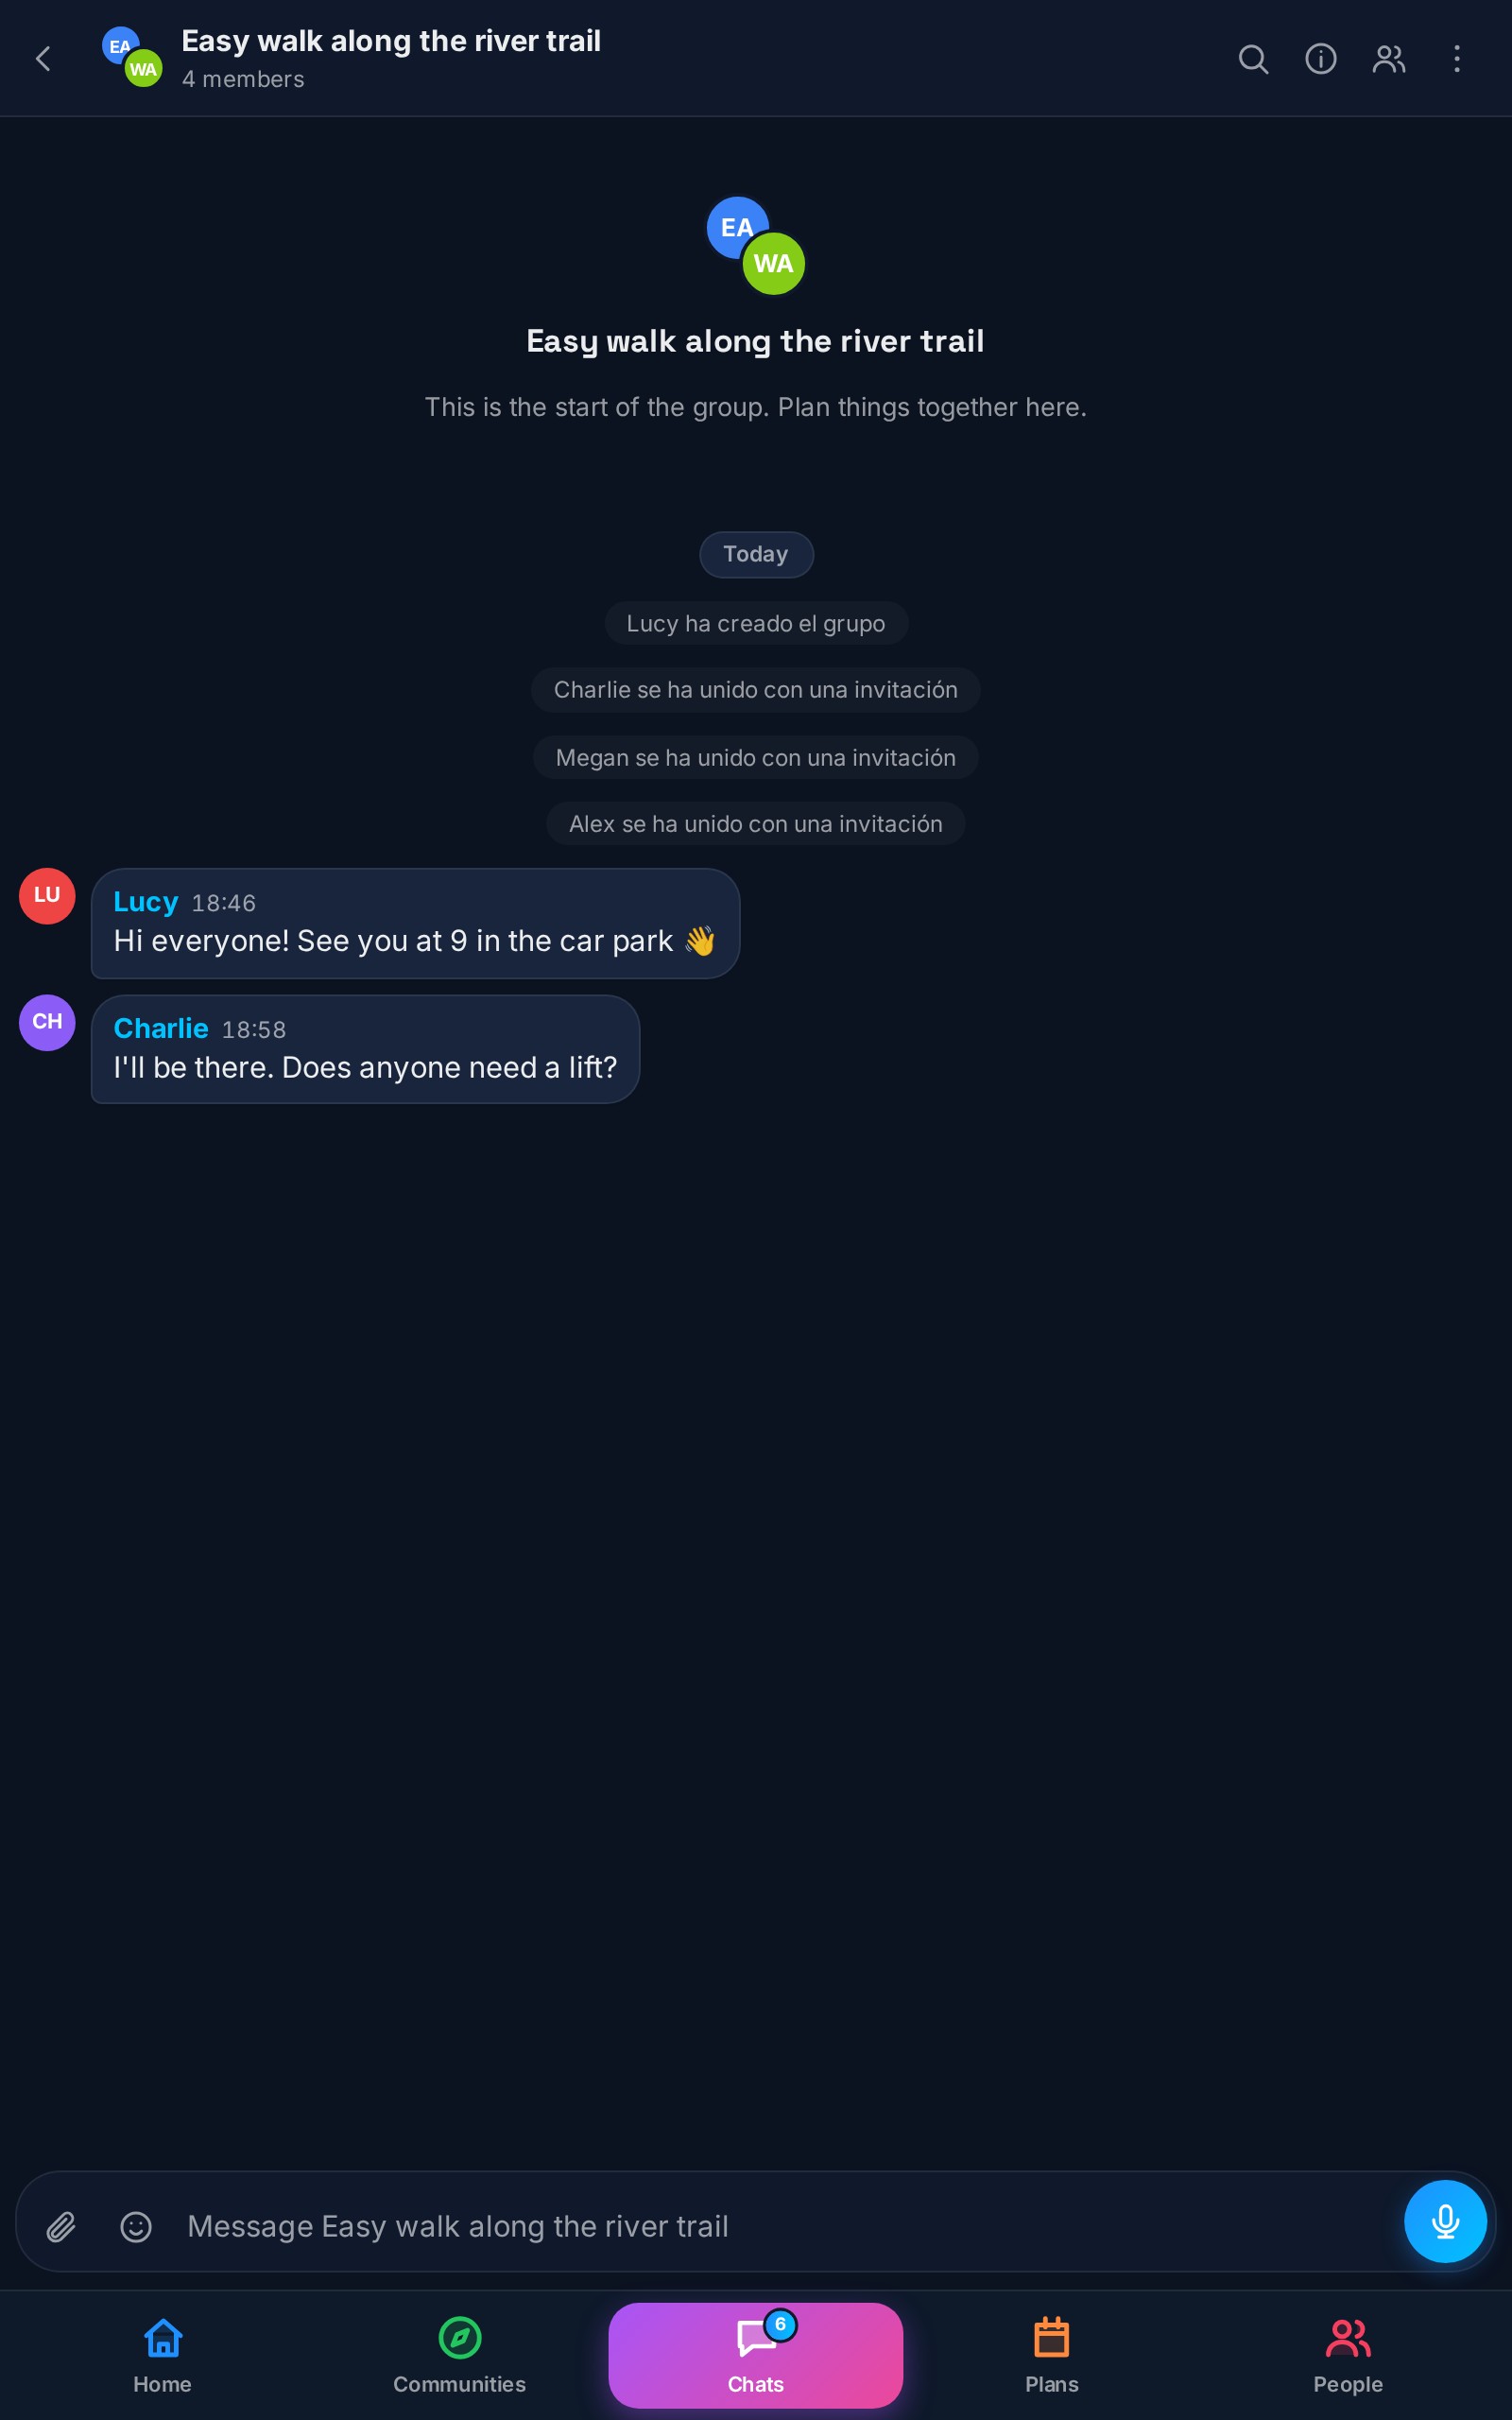 EA
WA
Easy walk along the river trail
4 members
EA
WA
Easy walk along the river trail
This is the start of the group. Plan things together here.
Today
Lucy ha creado el grupo
Charlie se ha unido con una invitación
Megan se ha unido con una invitación
Alex se ha unido con una invitación
LU
Lucy 18:46
Hi everyone! See you at 9 in the car park 👋
CH
Charlie 18:58
I'll be there. Does anyone need a lift?
Message Easy walk along the river trail
6
Home
Communities
Chats
Plans
People